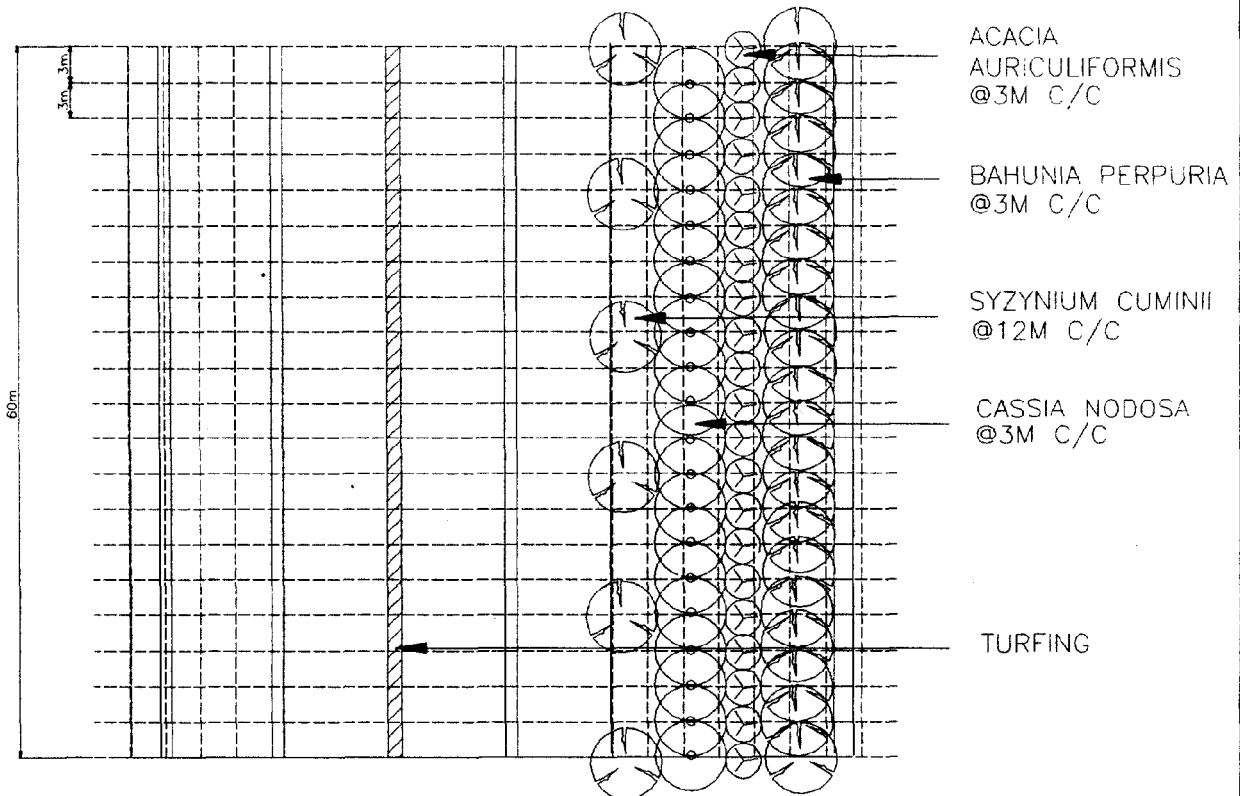 ACACIA
AURICULIFORMIS
@3M C/C
3m
3m
BAHUNIA PERPURIA
@3M C/C
SYZYNIUM CUMINII
@12M C/C
60m
CASSIA NODOSA
@3M C/C
TURFING